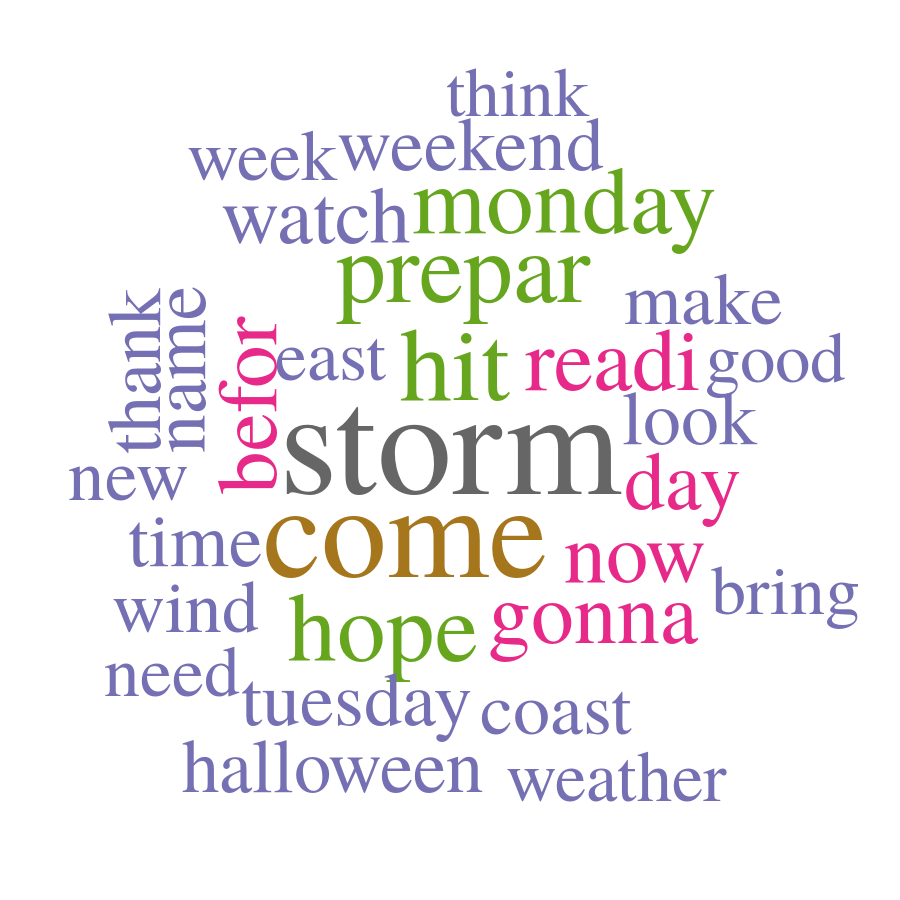 think
week weekend
watch monday
prepar
thank name make
befor east hit readi good
storm look
new day
time come now
wind hope gonna bring
need tuesday coast
halloween weather